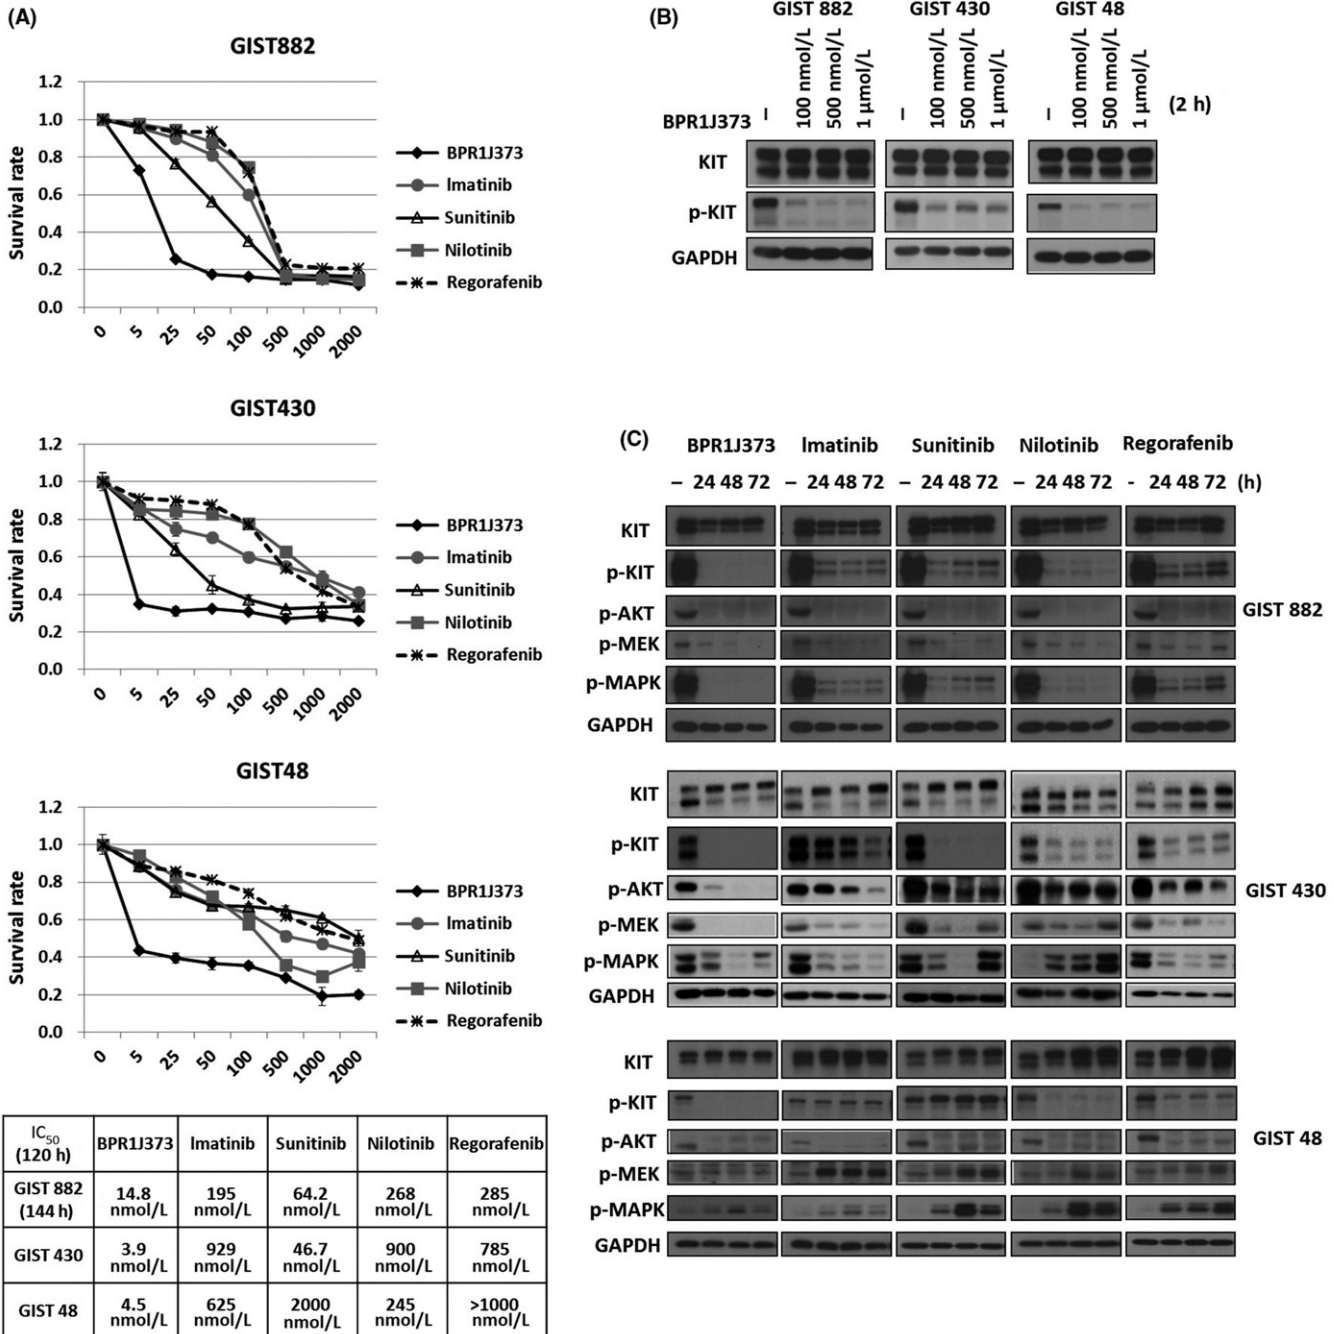 (A)
GIST882
Survival rate
1.2
1.0
0.8
0.6
0.4
0.2
0.0
0 5 25 50 100 500 1000 2000
BPR1J373
Imatinib
Sunitinib
Nilotinib
Regorafenib
GIST430
Survival rate
1.2
1.0
0.8
0.6
0.4
0.2
0.0
0 5 25 50 100 500 1000 2000
BPR1J373
Imatinib
Sunitinib
Nilotinib
Regorafenib
GIST48
Survival rate
1.2
1.0
0.8
0.6
0.4
0.2
0.0
0 5 25 50 100 500 1000 2000
BPR1J373
Imatinib
Sunitinib
Nilotinib
Regorafenib
IC50 (120 h) BPR1J373 Imatinib Sunitinib Nilotinib Regorafenib
GIST 882 (144 h) 14.8 nmol/L 195 nmol/L 64.2 nmol/L 268 nmol/L 285 nmol/L
GIST 430 3.9 nmol/L 929 nmol/L 46.7 nmol/L 900 nmol/L 785 nmol/L
GIST 48 4.5 nmol/L 625 nmol/L 2000 nmol/L 245 nmol/L >1000 nmol/L
(B)
GIST 882 GIST 430 GIST 48
BPR1J373 – 100 nmol/L 500 nmol/L 1 µmol/L – 100 nmol/L 500 nmol/L 1 µmol/L – 100 nmol/L 500 nmol/L 1 µmol/L (2 h)
KIT
p-KIT
GAPDH
(C)
BPR1J373 Imatinib Sunitinib Nilotinib Regorafenib
– 24 48 72 – 24 48 72 – 24 48 72 – 24 48 72 - 24 48 72 (h)
KIT
p-KIT
p-AKT
GIST 882
p-MEK
p-MAPK
GAPDH
KIT
p-KIT
p-AKT
GIST 430
p-MEK
p-MAPK
GAPDH
KIT
p-KIT
p-AKT
GIST 48
p-MEK
p-MAPK
GAPDH